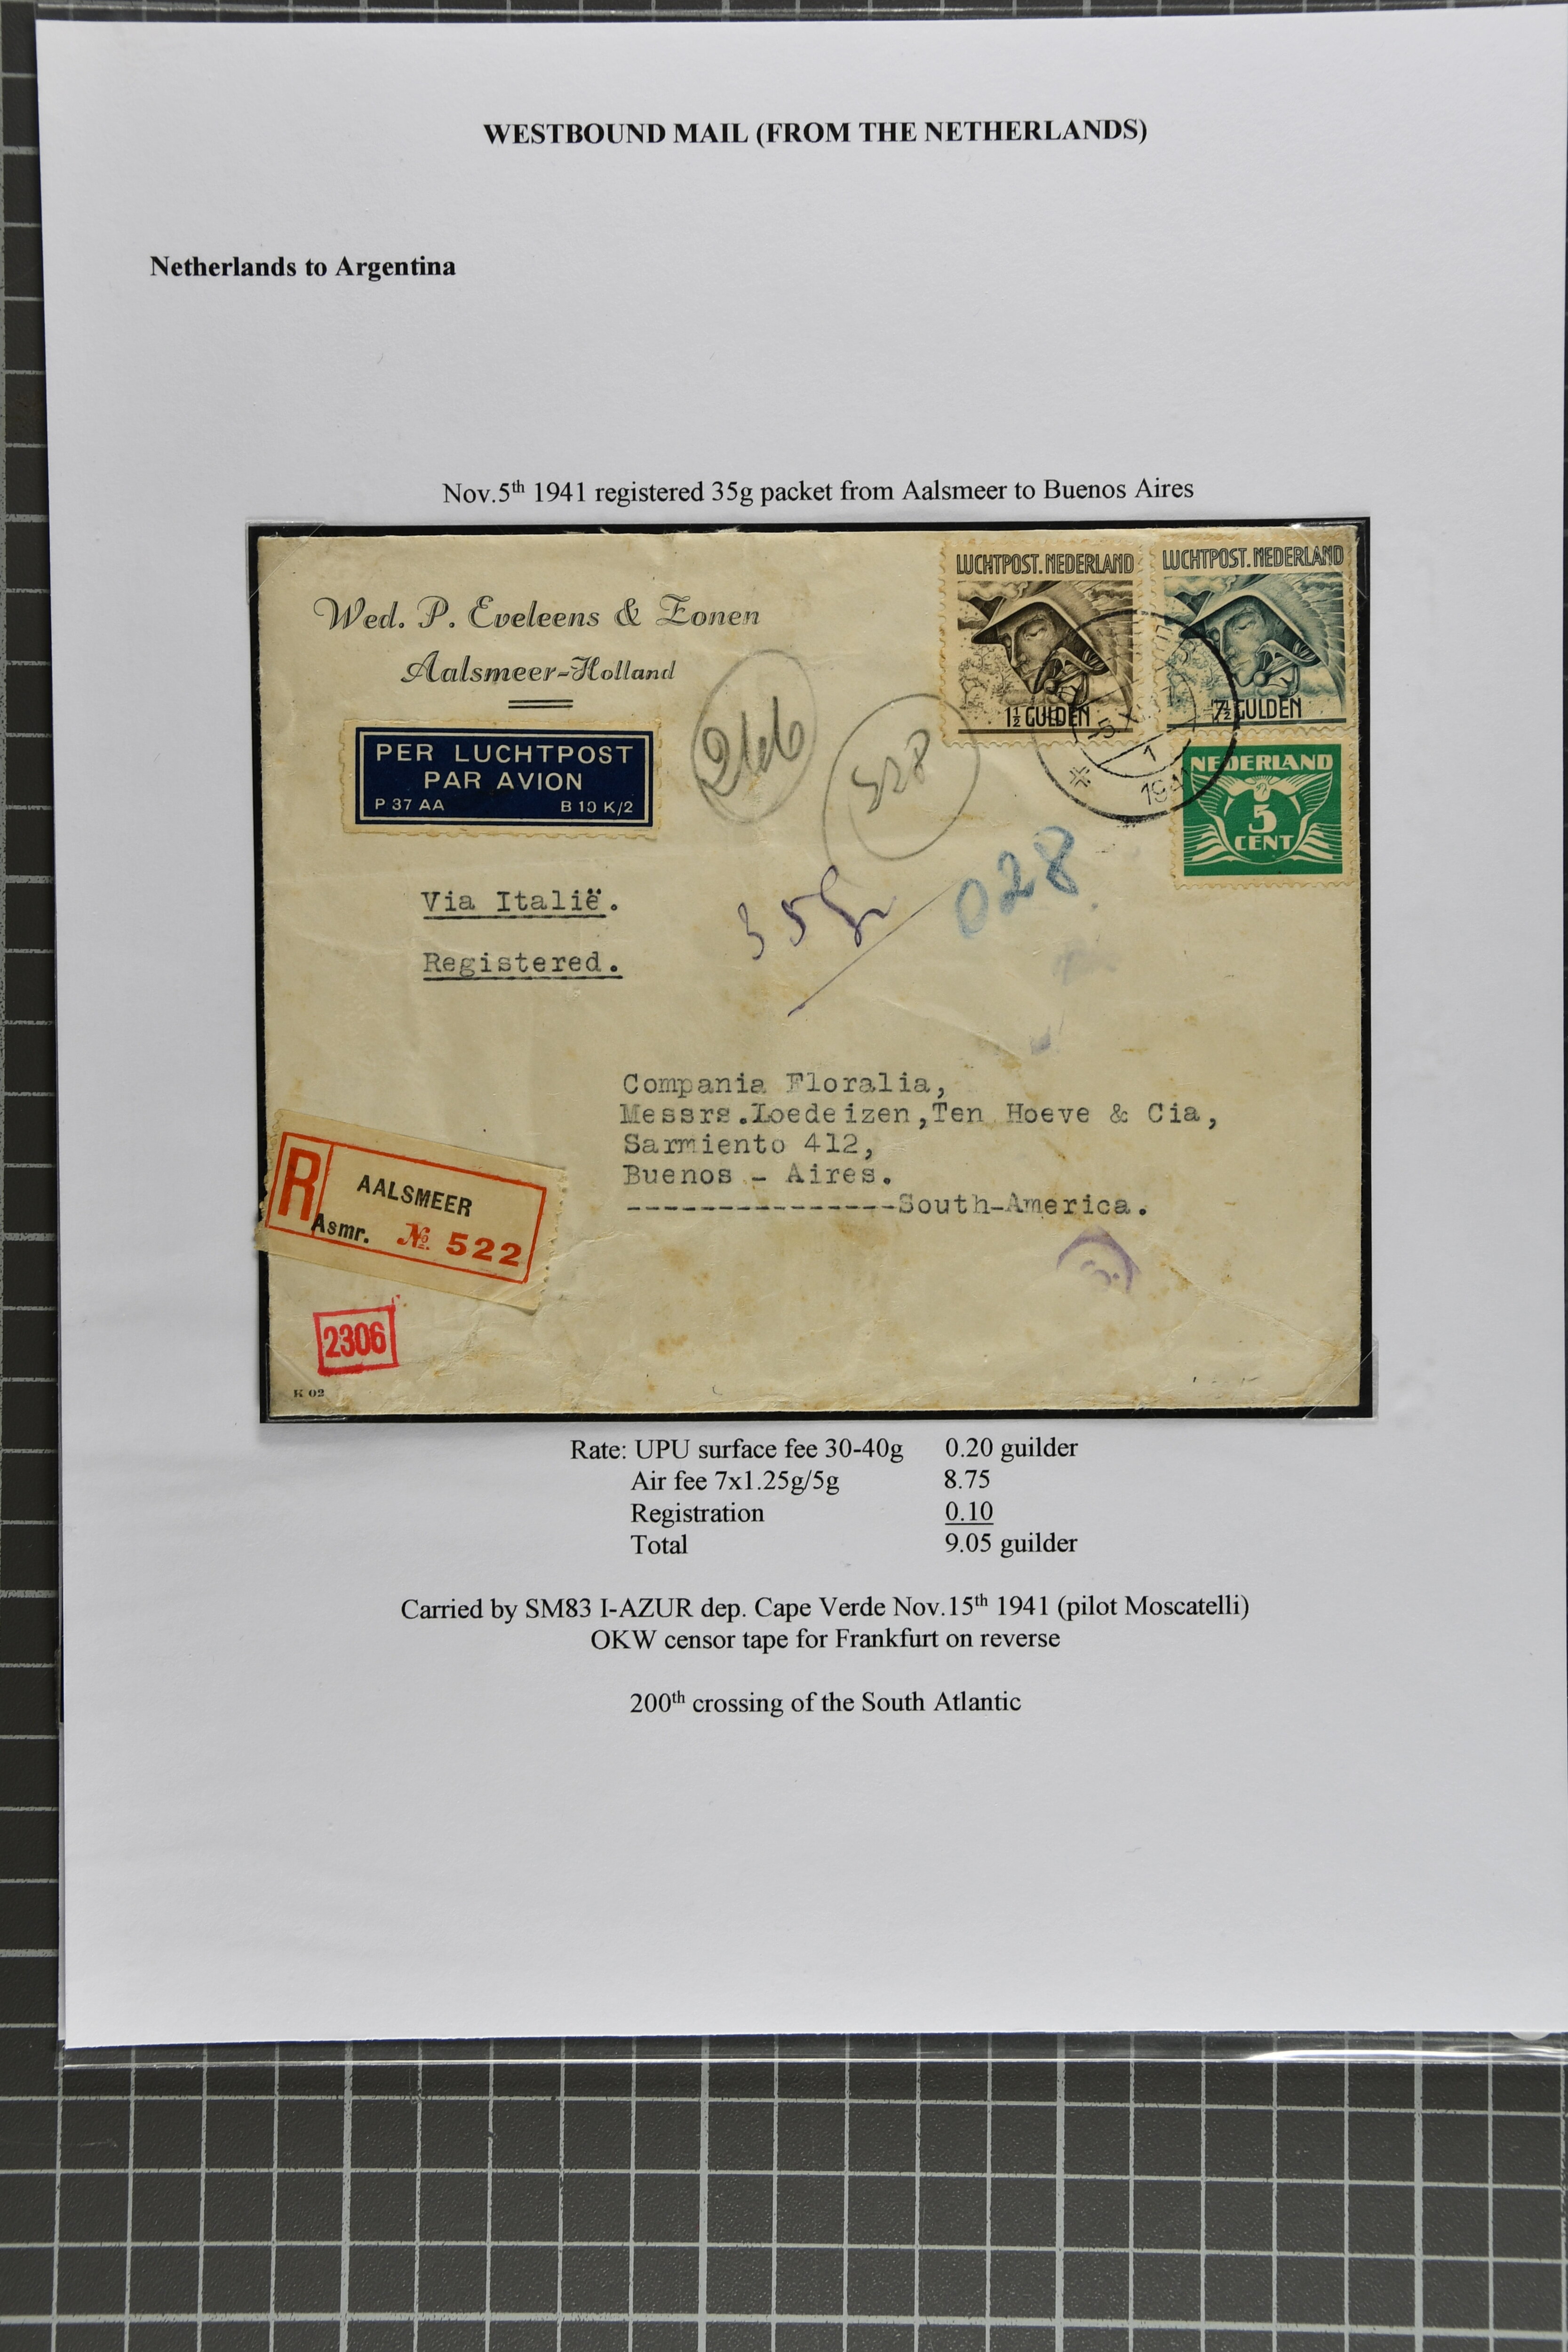 WESTBOUND MAIL (FROM THE NETHERLANDS)
Netherlands to Argentina
Nov.5th 1941 registered 35g packet from Aalsmeer to Buenos Aires
Wed. P. Eveleens & Zonen
Aalsmeer-Holland
PER LUCHTPOST
PAR AVION
P 37 AA B 10 K/2
LUCHTPOST. NEDERLAND
1½ GULDEN
LUCHTPOST. NEDERLAND
7½ GULDEN
NEDERLAND
5
CENT
1
1941
266
528
35gr
028
Via Italië.
Registered.
Compania Floralia,
Messrs.Loedeizen,Ten Hoeve & Cia,
Sarmiento 412,
Buenos - Aires.
---------------South-America.
R
AALSMEER
Asmr. № 522
2306
K 02
Rate: UPU surface fee 30-40g 0.20 guilder
Air fee 7x1.25g/5g 8.75
Registration 0.10
Total 9.05 guilder
Carried by SM83 I-AZUR dep. Cape Verde Nov.15th 1941 (pilot Moscatelli)
OKW censor tape for Frankfurt on reverse
200th crossing of the South Atlantic